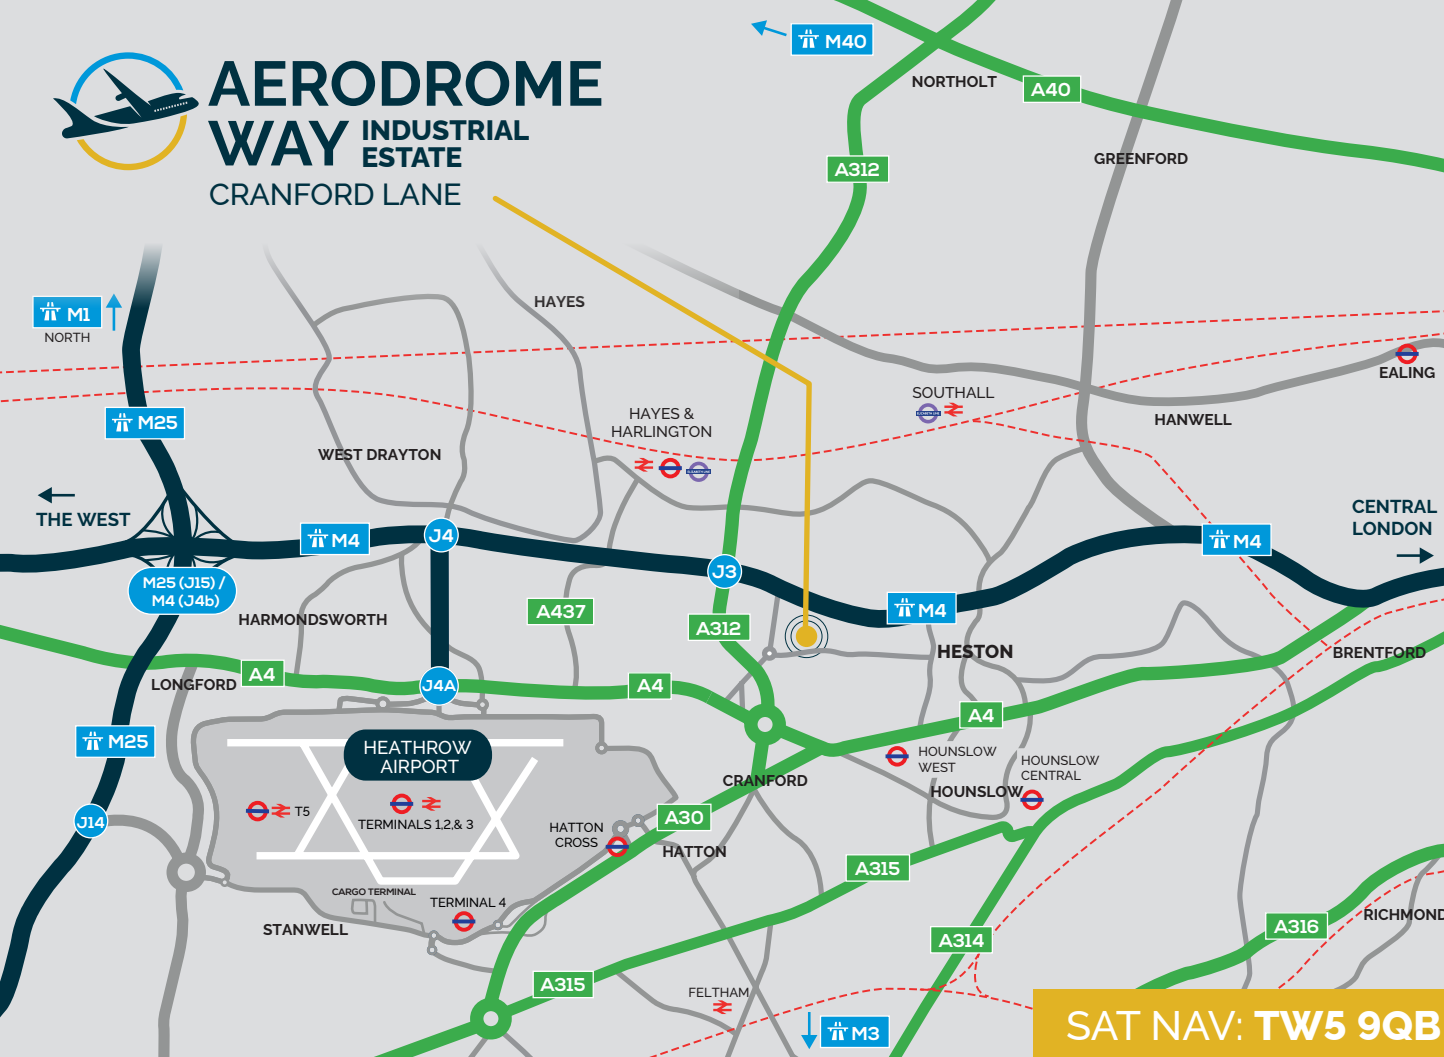 AERODROME
WAY INDUSTRIAL
ESTATE
CRANFORD LANE
M40
NORTHOLT
A40
A312
GREENFORD
M1
NORTH
HAYES
EALING
M25
HAYES &
HARLINGTON
SOUTHALL
HANWELL
WEST DRAYTON
THE WEST
CENTRAL
LONDON
M4
J4
M4
J3
M25 (J15) /
M4 (J4b)
HARMONDSWORTH
A437
A312
M4
HESTON
BRENTFORD
LONGFORD
A4
J4A
A4
A4
M25
HEATHROW
AIRPORT
HOUNSLOW
WEST
HOUNSLOW
CENTRAL
CRANFORD
HOUNSLOW
J14
T5
TERMINALS 1,2,& 3
HATTON
CROSS
A30
HATTON
A315
CARGO TERMINAL
TERMINAL 4
STANWELL
A314
A316
RICHMOND
A315
FELTHAM
M3
SAT NAV: TW5 9QB